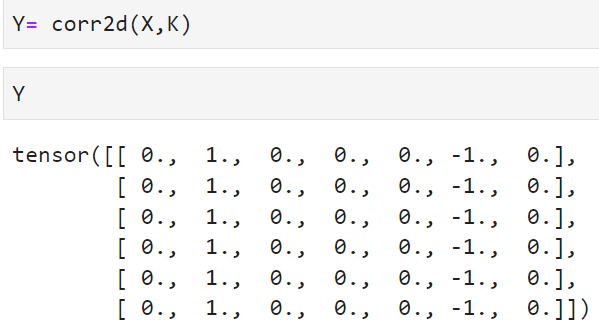 Y= corr2d(X,K)
Y
tensor([[ 0.,  1.,  0.,  0.,  0., -1.,  0.],
        [ 0.,  1.,  0.,  0.,  0., -1.,  0.],
        [ 0.,  1.,  0.,  0.,  0., -1.,  0.],
        [ 0.,  1.,  0.,  0.,  0., -1.,  0.],
        [ 0.,  1.,  0.,  0.,  0., -1.,  0.],
        [ 0.,  1.,  0.,  0.,  0., -1.,  0.]])